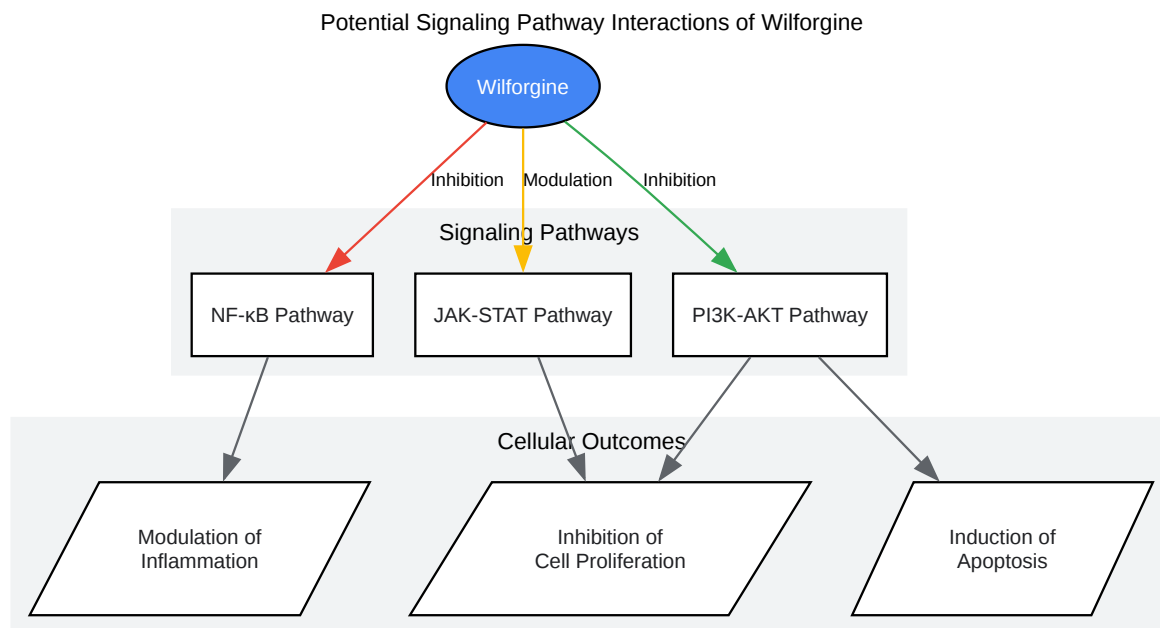 Potential Signaling Pathway Interactions of Wilforgine
Wilforgine
Inhibition
Modulation
Inhibition
Signaling Pathways
NF-κB Pathway
JAK-STAT Pathway
PI3K-AKT Pathway
Cellular Outcomes
Modulation of
Inflammation
Inhibition of
Cell Proliferation
Induction of
Apoptosis